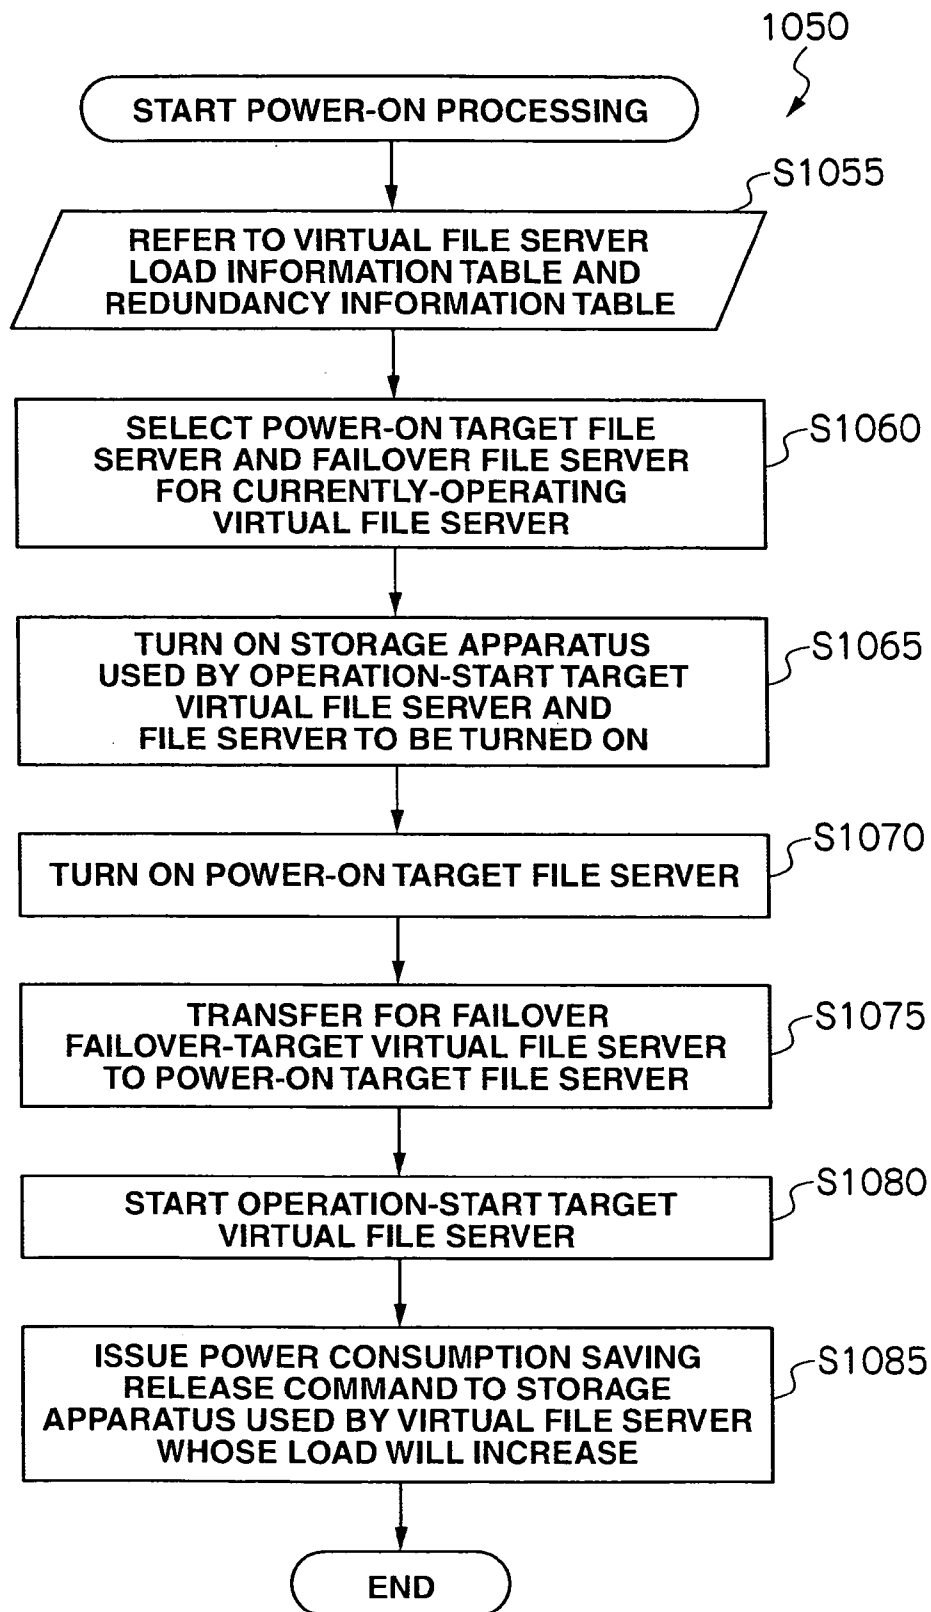 1050
START POWER-ON PROCESSING
S1055
REFER TO VIRTUAL FILE SERVER
LOAD INFORMATION TABLE AND
REDUNDANCY INFORMATION TABLE
S1060
SELECT POWER-ON TARGET FILE
SERVER AND FAILOVER FILE SERVER
FOR CURRENTLY-OPERATING
VIRTUAL FILE SERVER
S1065
TURN ON STORAGE APPARATUS
USED BY OPERATION-START TARGET
VIRTUAL FILE SERVER AND
FILE SERVER TO BE TURNED ON
S1070
TURN ON POWER-ON TARGET FILE SERVER
S1075
TRANSFER FOR FAILOVER
FAILOVER-TARGET VIRTUAL FILE SERVER
TO POWER-ON TARGET FILE SERVER
S1080
START OPERATION-START TARGET
VIRTUAL FILE SERVER
S1085
ISSUE POWER CONSUMPTION SAVING
RELEASE COMMAND TO STORAGE
APPARATUS USED BY VIRTUAL FILE SERVER
WHOSE LOAD WILL INCREASE
END